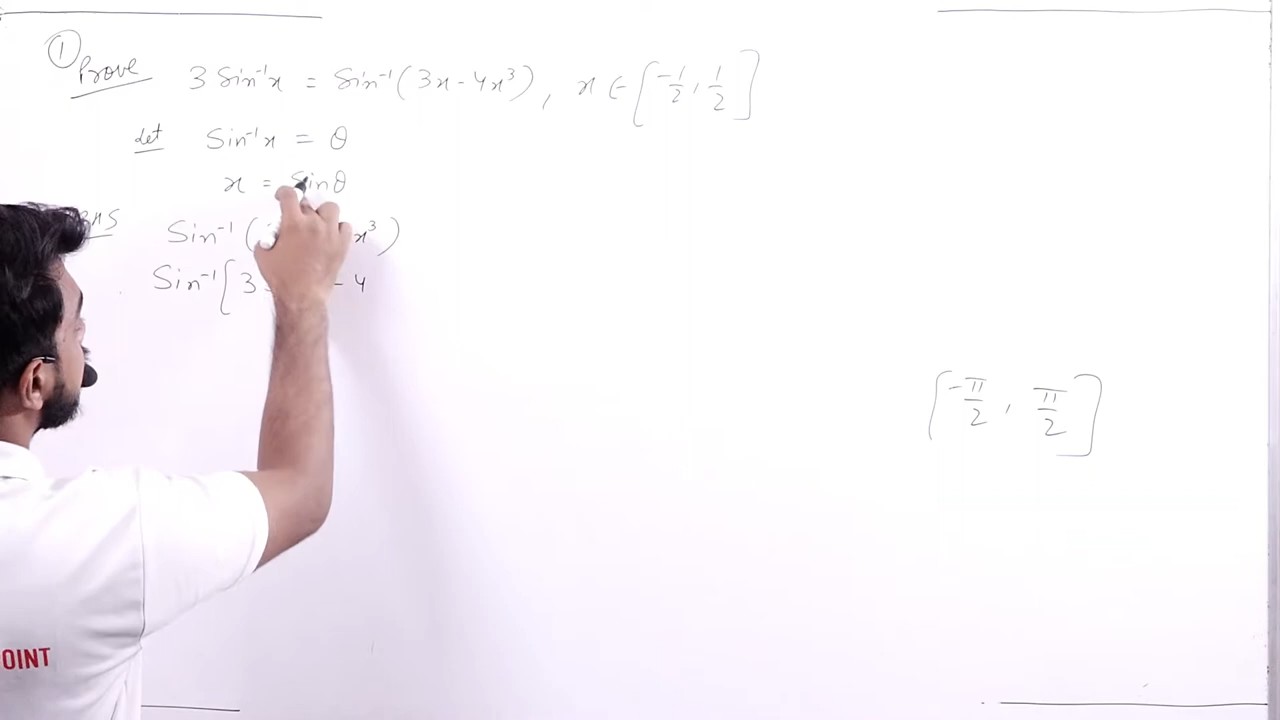 ① Prove 3 Sin⁻¹x = Sin⁻¹(3x - 4x³), x ∈ [-1/2, 1/2]
Let Sin⁻¹x = θ
x = Sinθ
Sin⁻¹( x³)
Sin⁻¹[3 - 4
[-π/2, π/2]
POINT